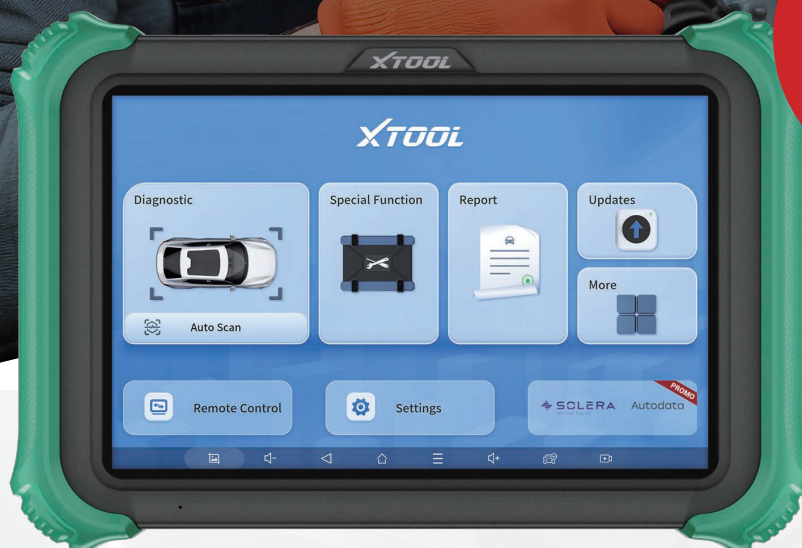 XTOOL
XTOOL
Diagnostic
Special Function
Report
Updates
More
Auto Scan
Remote Control
Settings
SOLERA
Autodata
PROMO